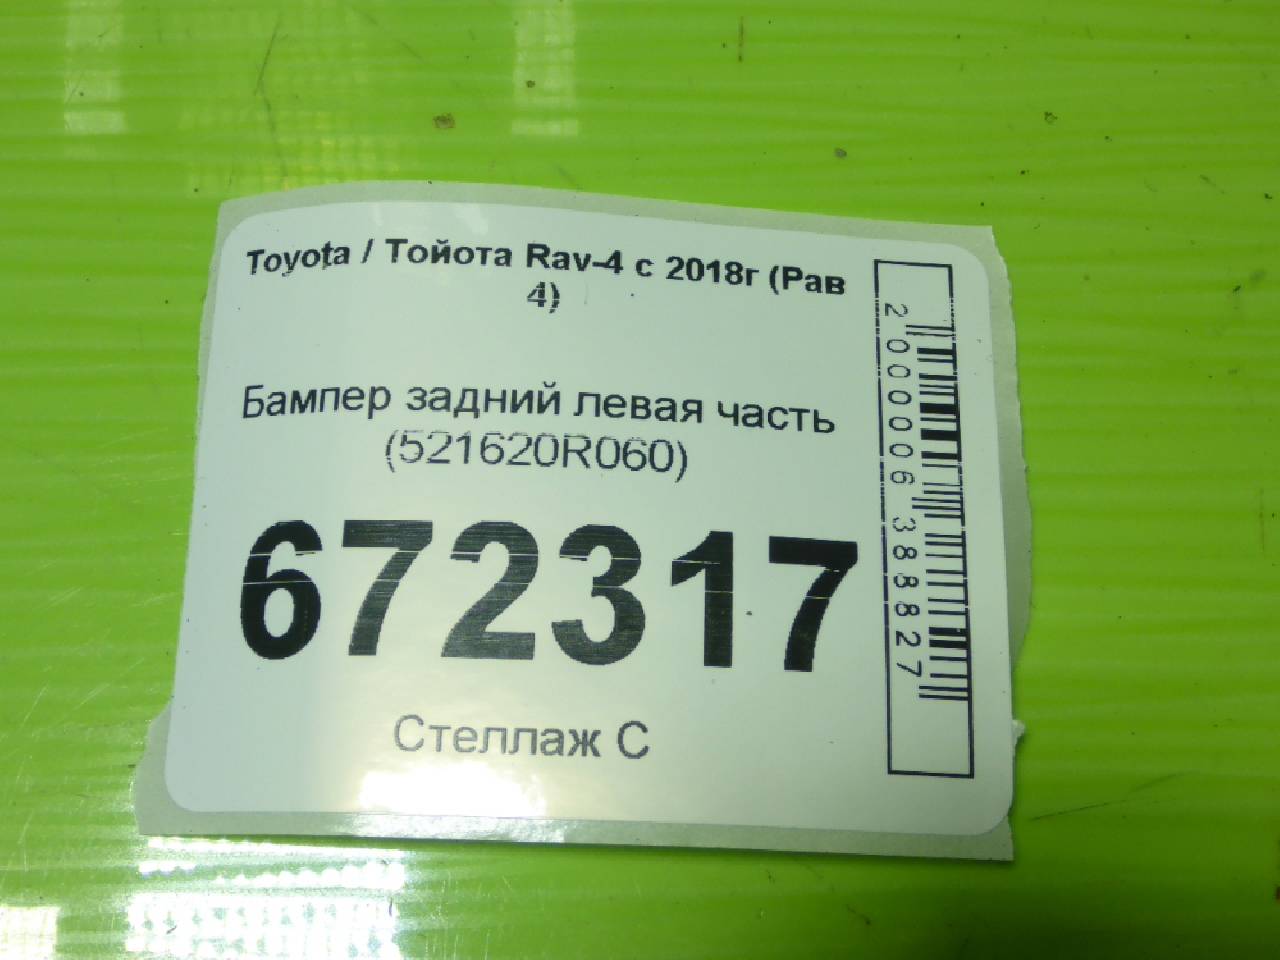 Toyota / Тойота Rav-4 с 2018г (Рав
4)
Бампер задний левая часть
(521620R060)
672317
Стеллаж С
2000006388827